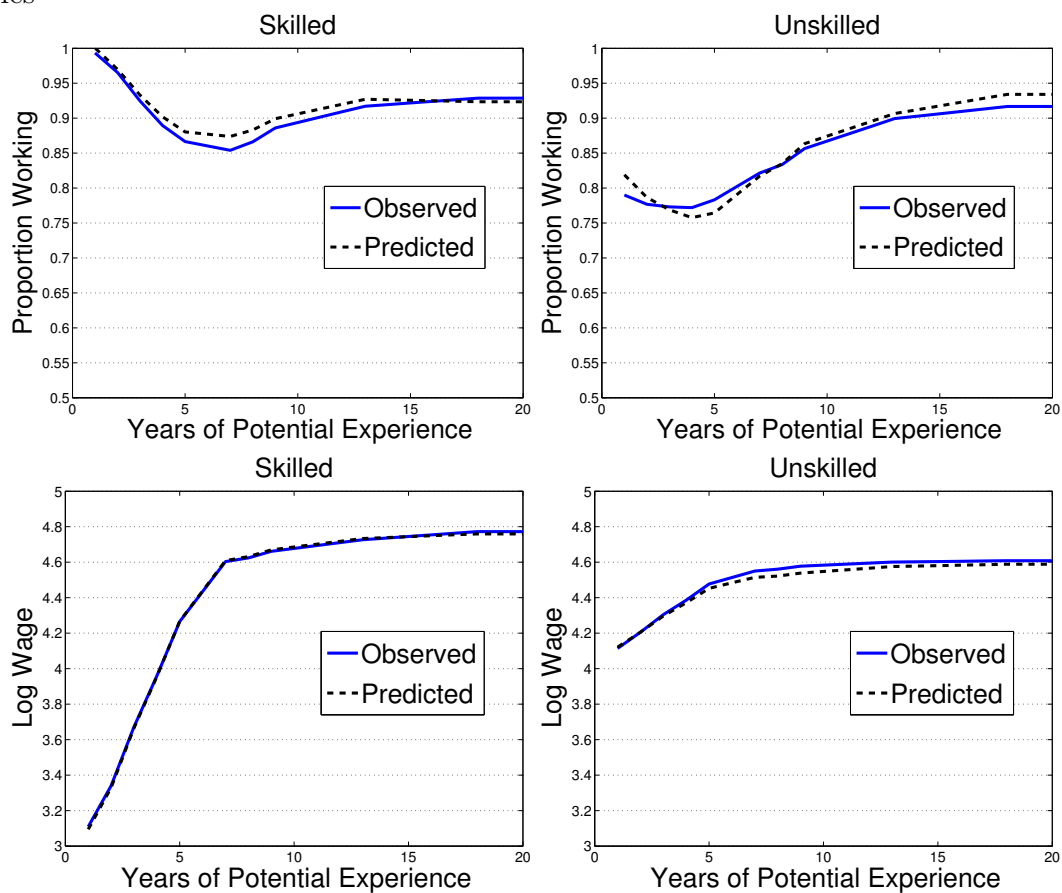 Skilled
1
0.95
0.9
0.85
0.8
0.75
0.7
0.65
0.6
0.55
0.5
0 5 10 15 20
Proportion Working
Years of Potential Experience
Observed
Predicted
Unskilled
1
0.95
0.9
0.85
0.8
0.75
0.7
0.65
0.6
0.55
0.5
0 5 10 15 20
Proportion Working
Years of Potential Experience
Observed
Predicted
Skilled
5
4.8
4.6
4.4
4.2
4
3.8
3.6
3.4
3.2
3
0 5 10 15 20
Log Wage
Years of Potential Experience
Observed
Predicted
Unskilled
5
4.8
4.6
4.4
4.2
4
3.8
3.6
3.4
3.2
3
0 5 10 15 20
Log Wage
Years of Potential Experience
Observed
Predicted